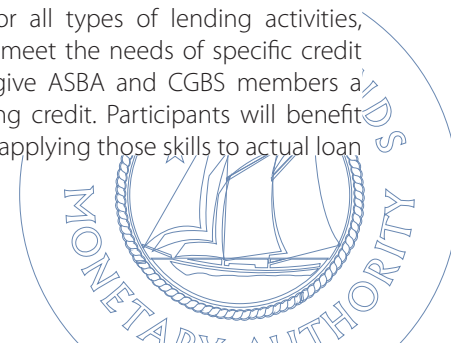 or all types of lending activities,
meet the needs of specific credit
give ASBA and CGBS members a
ng credit. Participants will benefit
applying those skills to actual loan
DS
MONETARY AUTHORITY